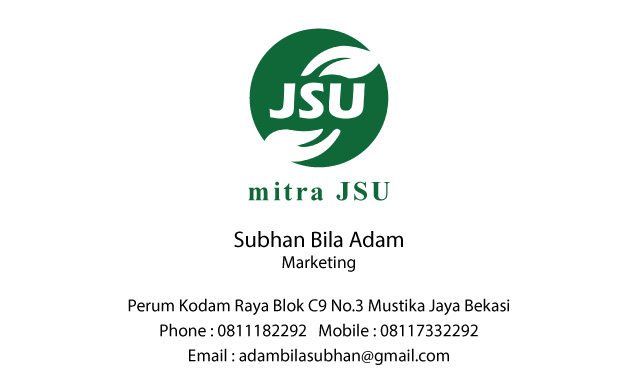 JSU
mitra JSU
Subhan Bila Adam
Marketing
Perum Kodam Raya Blok C9 No.3 Mustika Jaya Bekasi
Phone : 0811182292   Mobile : 08117332292
Email : adambilasubhan@gmail.com